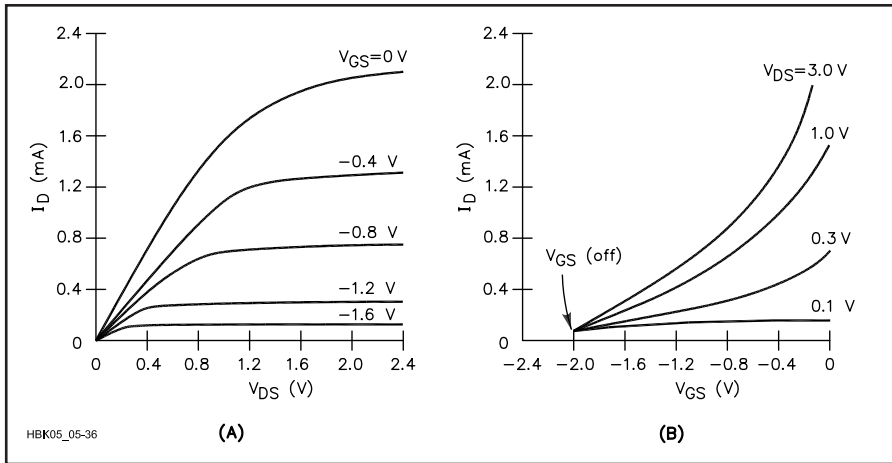 2.4
2.0
1.6
1.2
0.8
0.4
0
I_D (mA)
V_GS=0 V
−0.4 V
−0.8 V
−1.2 V
−1.6 V
0 0.4 0.8 1.2 1.6 2.0 2.4
V_DS (V)
(A)
2.4
2.0
1.6
1.2
0.8
0.4
0
I_D (mA)
V_DS=3.0 V
1.0 V
0.3 V
0.1 V
V_GS (off)
−2.4 −2.0 −1.6 −1.2 −0.8 −0.4 0
V_GS (V)
(B)
HBK05_05-36